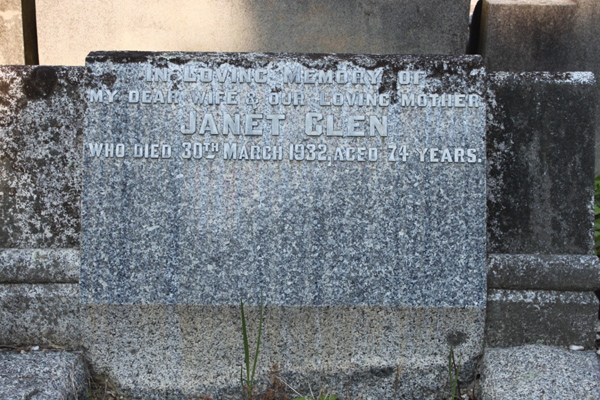 IN LOVING MEMORY OF
MY DEAR WIFE & OUR LOVING MOTHER
JANET GLEN
WHO DIED 30TH MARCH 1932, AGED 74 YEARS.